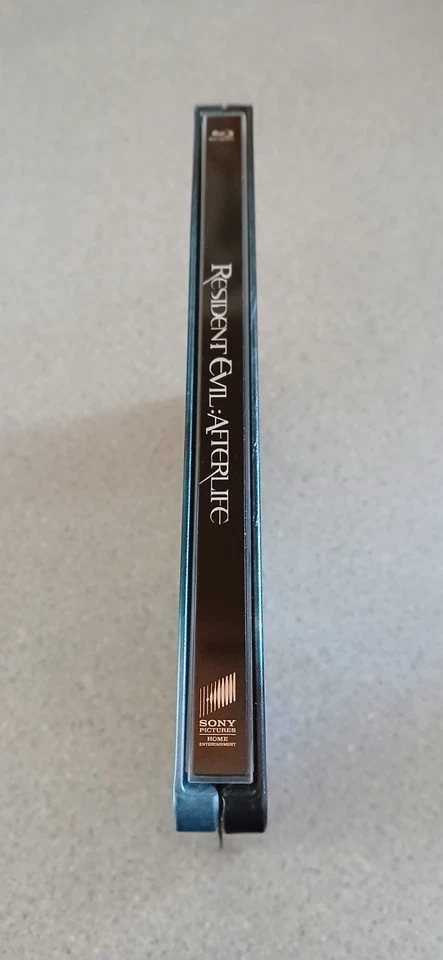 RESIDENT EVIL: AFTERLIFE
SONY
PICTURES
HOME
ENTERTAINMENT